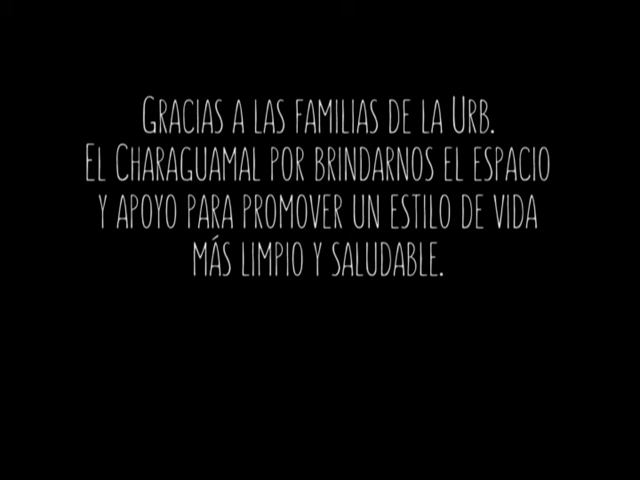 Gracias a las familias de la Urb.
El Charaguamal por brindarnos el espacio
y apoyo para promover un estilo de vida
más limpio y saludable.